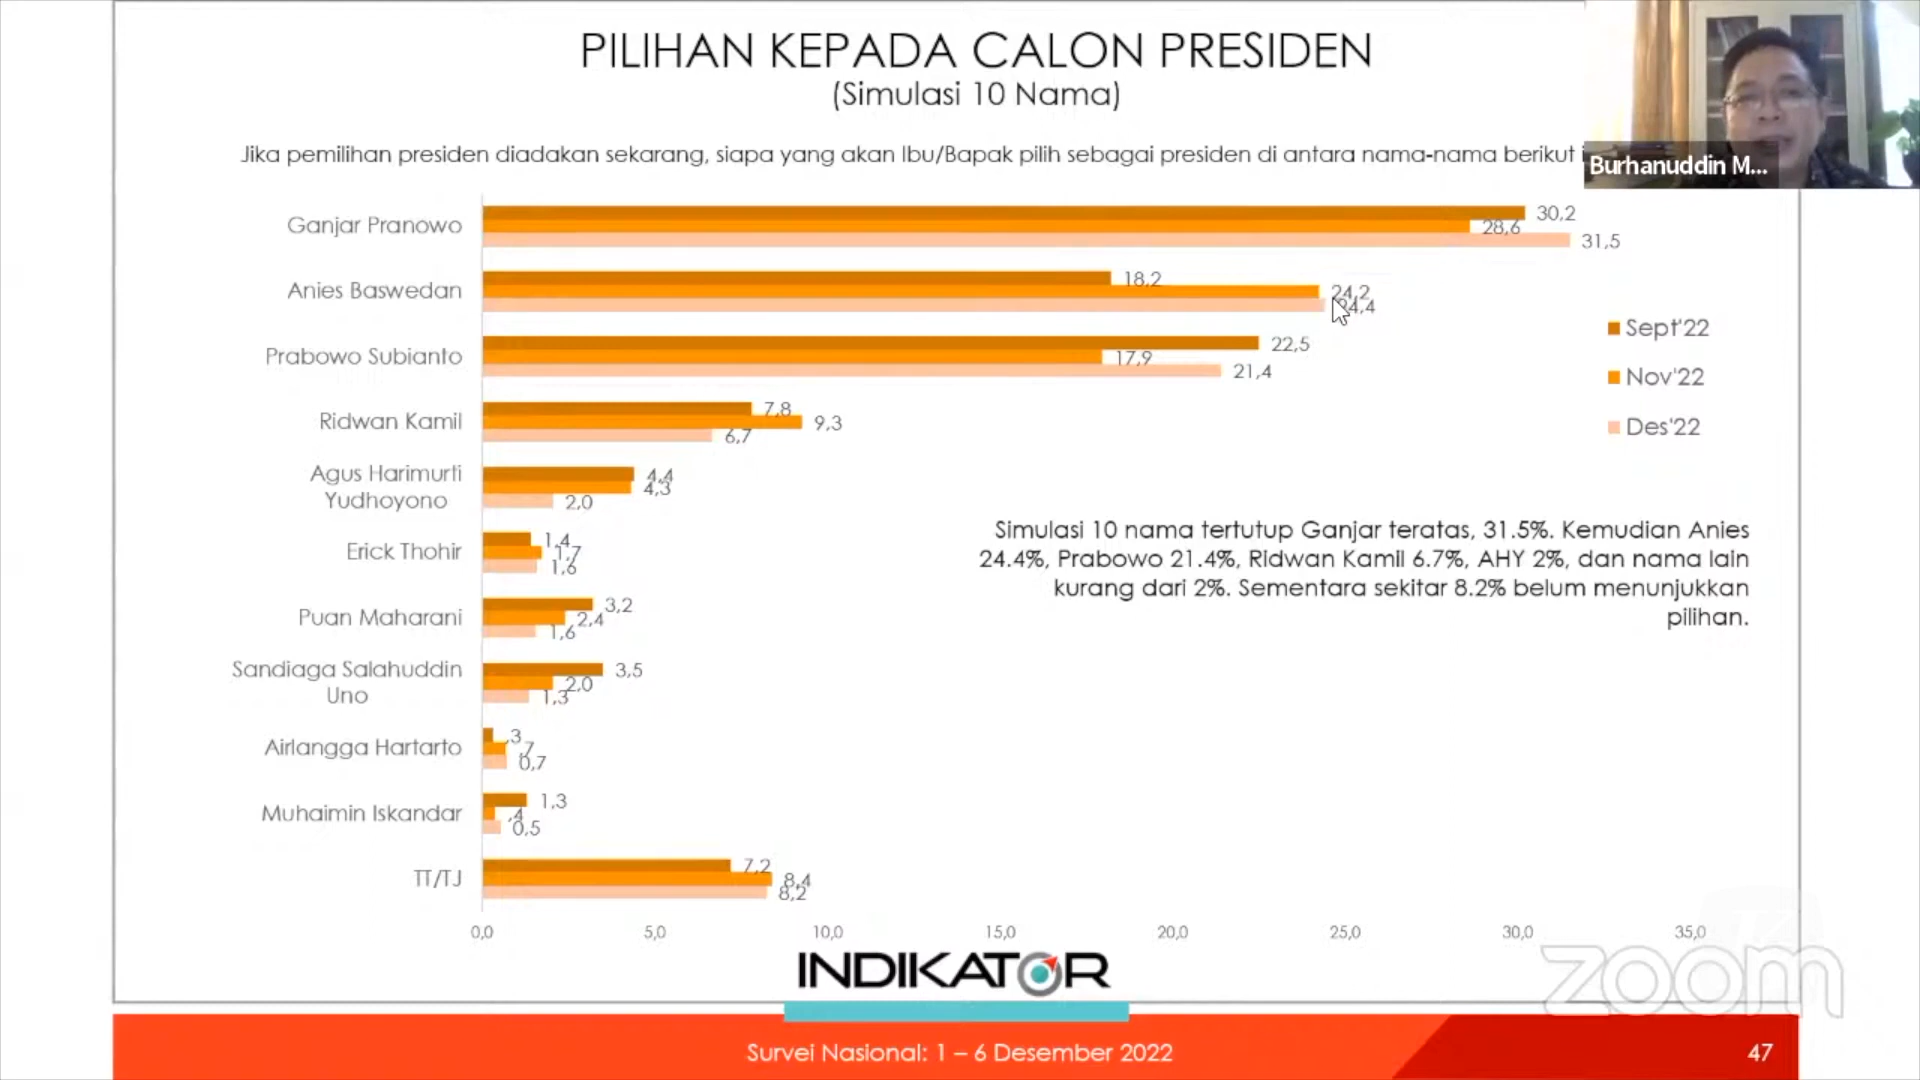 PILIHAN KEPADA CALON PRESIDEN
(Simulasi 10 Nama)
Jika pemilihan presiden diadakan sekarang, siapa yang akan Ibu/Bapak pilih sebagai presiden di antara nama-nama berikut
Burhanuddin M...
Ganjar Pranowo
30,2
28,6
31,5
Anies Baswedan
18,2
24,2
24,4
Prabowo Subianto
22,5
17,9
21,4
Ridwan Kamil
7,8
9,3
6,7
Agus Harimurti
Yudhoyono
4,4
4,3
2,0
Erick Thohir
1,4
1,7
1,6
Puan Maharani
3,2
2,4
1,6
Sandiaga Salahuddin
Uno
3,5
2,0
1,3
Airlangga Hartarto
,3
,7
0,7
Muhaimin Iskandar
1,3
,4
0,5
TT/TJ
7,2
8,4
8,2
0,0 5,0 10,0 15,0 20,0 25,0 30,0 35,0
Sept'22
Nov'22
Des'22
Simulasi 10 nama tertutup Ganjar teratas, 31.5%. Kemudian Anies
24.4%, Prabowo 21.4%, Ridwan Kamil 6.7%, AHY 2%, dan nama lain
kurang dari 2%. Sementara sekitar 8.2% belum menunjukkan
pilihan.
INDIKATOR
zoom
Survei Nasional: 1 – 6 Desember 2022
47